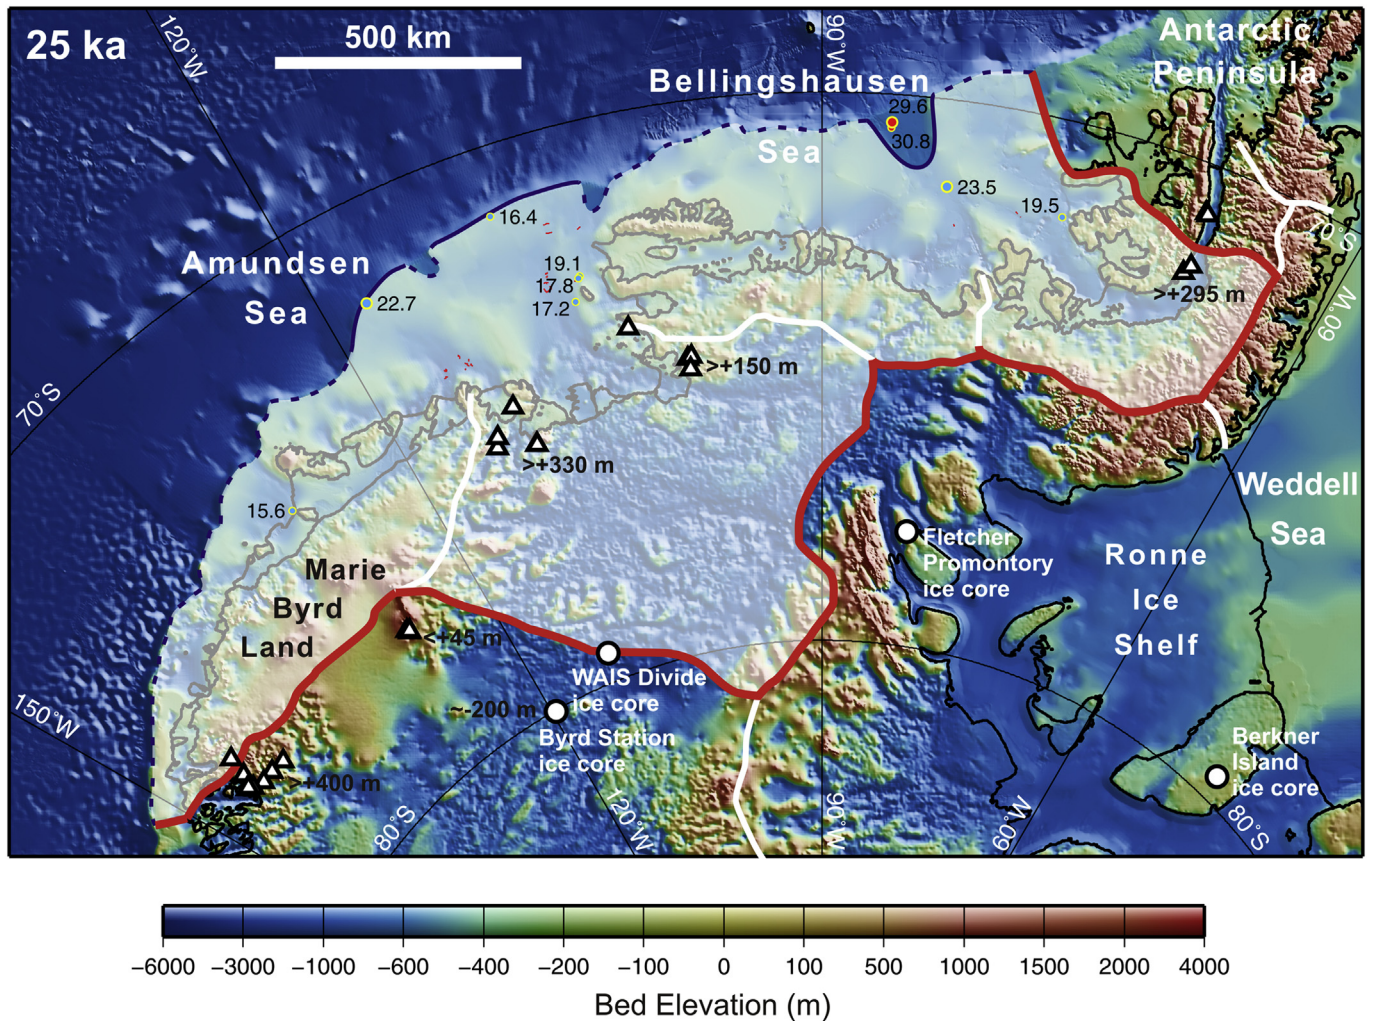 25 ka
500 km
120°W
90°W
Antarctic
Peninsula
Bellingshausen
Sea
29.6
30.8
23.5
19.5
16.4
70°S
Amundsen
Sea
19.1
17.8
17.2
22.7
>+295 m
60°W
70°S
>+150 m
>+330 m
15.6
Weddell
Sea
Marie
Byrd
Land
Fletcher
Promontory
ice core
Ronne
Ice
Shelf
<+45 m
WAIS Divide
ice core
~-200 m
Byrd Station
ice core
150°W
>+400 m
Berkner
Island
ice core
80°S
120°W
90°W
60°W
80°S
−6000 −3000 −1000 −600 −400 −200 −100 0 100 500 1000 1500 2000 4000
Bed Elevation (m)